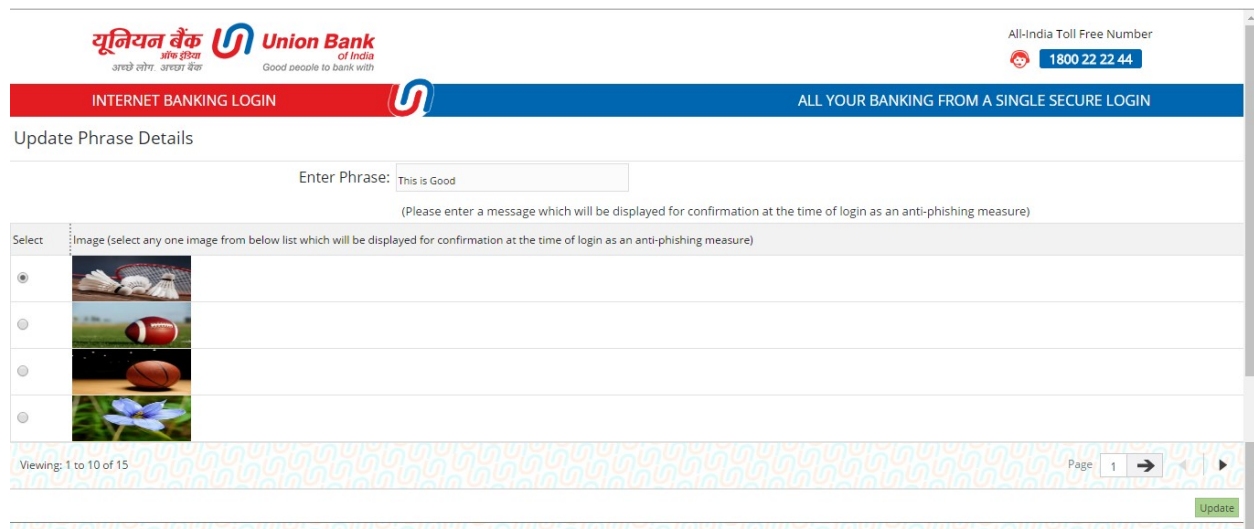 यूनियन बैंक
ऑफ इंडिया
अच्छे लोग, अच्छा बैंक
Union Bank
of India
Good people to bank with
All-India Toll Free Number
1800 22 22 44
INTERNET BANKING LOGIN
ALL YOUR BANKING FROM A SINGLE SECURE LOGIN
Update Phrase Details
Enter Phrase: This is Good
(Please enter a message which will be displayed for confirmation at the time of login as an anti-phishing measure)
Select Image (select any one image from below list which will be displayed for confirmation at the time of login as an anti-phishing measure)
Viewing: 1 to 10 of 15
Page 1
Update